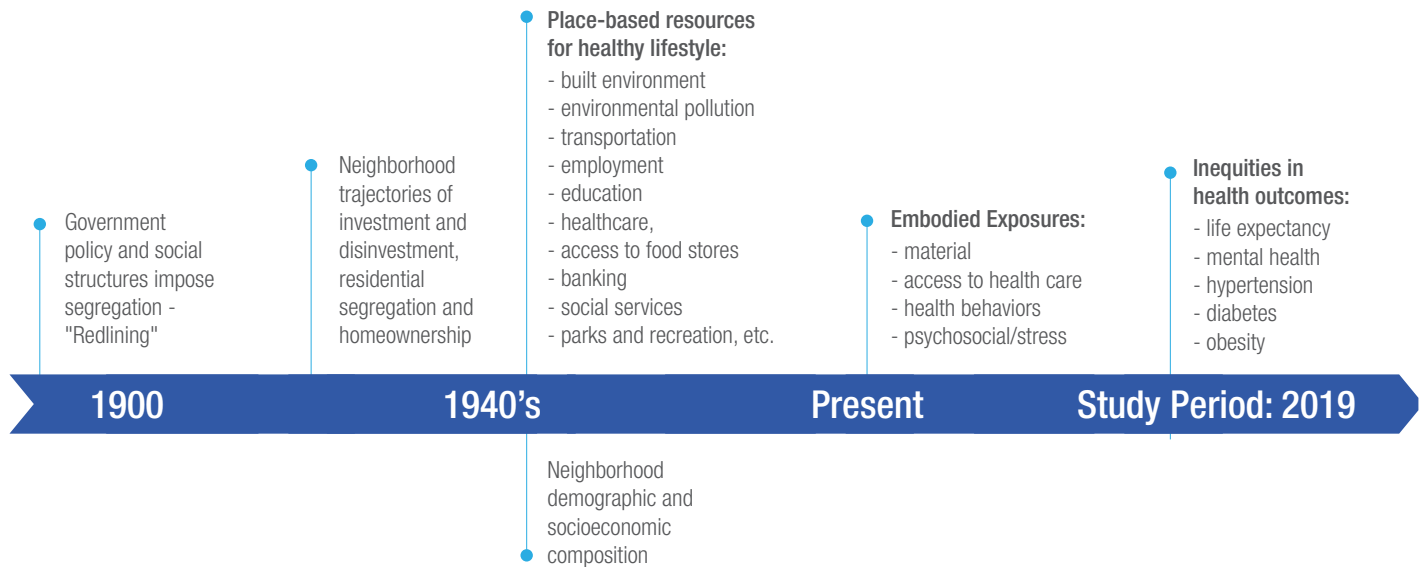 Government
policy and social
structures impose
segregation -
"Redlining"
Neighborhood
trajectories of
investment and
disinvestment,
residential
segregation and
homeownership
Place-based resources
for healthy lifestyle:
- built environment
- environmental pollution
- transportation
- employment
- education
- healthcare,
- access to food stores
- banking
- social services
- parks and recreation, etc.
Embodied Exposures:
- material
- access to health care
- health behaviors
- psychosocial/stress
Inequities in
health outcomes:
- life expectancy
- mental health
- hypertension
- diabetes
- obesity
1900
1940’s
Present
Study Period: 2019
Neighborhood
demographic and
socioeconomic
composition